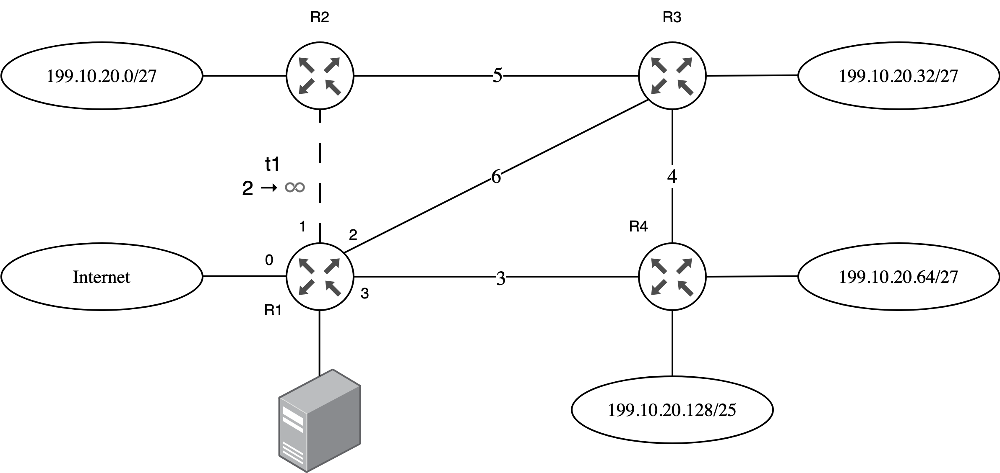 R2
R3
199.10.20.0/27
5
199.10.20.32/27
t1
2 → ∞
6
4
1
2
R4
0
Internet
3
199.10.20.64/27
3
R1
199.10.20.128/25